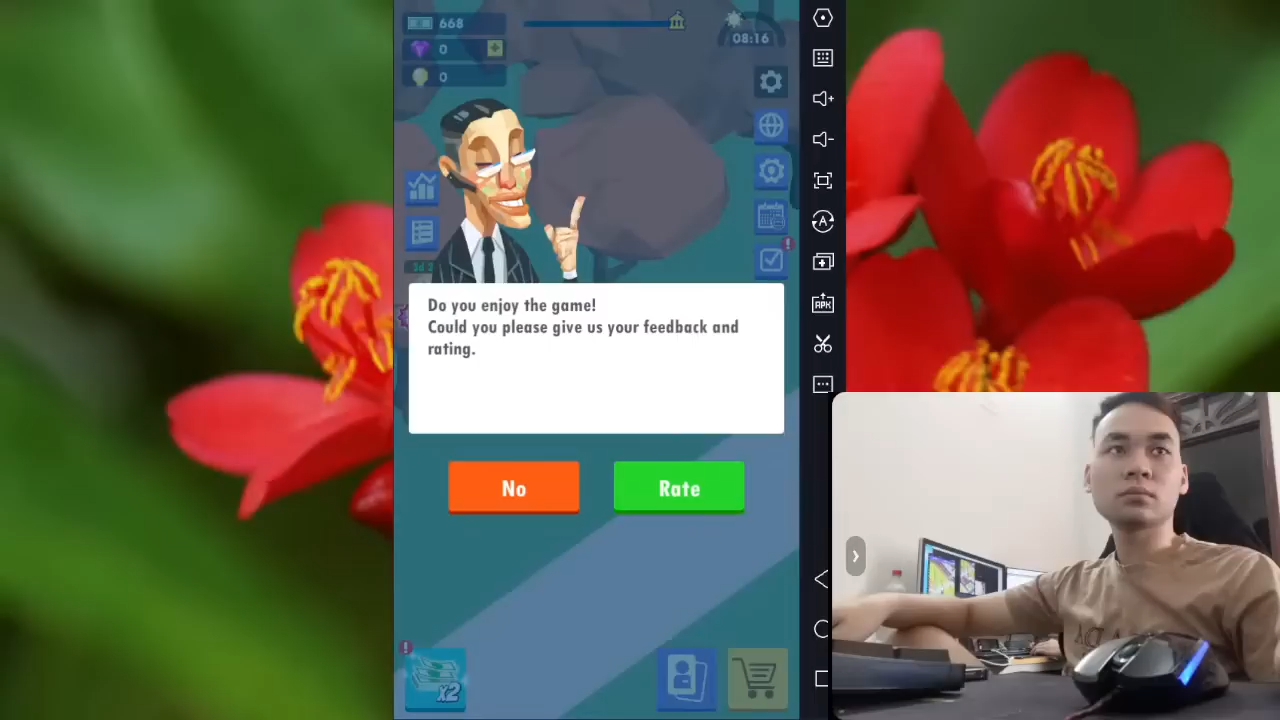 668
0
08:16
0
Do you enjoy the game!
Could you please give us your feedback and
rating.
No
Rate
x2